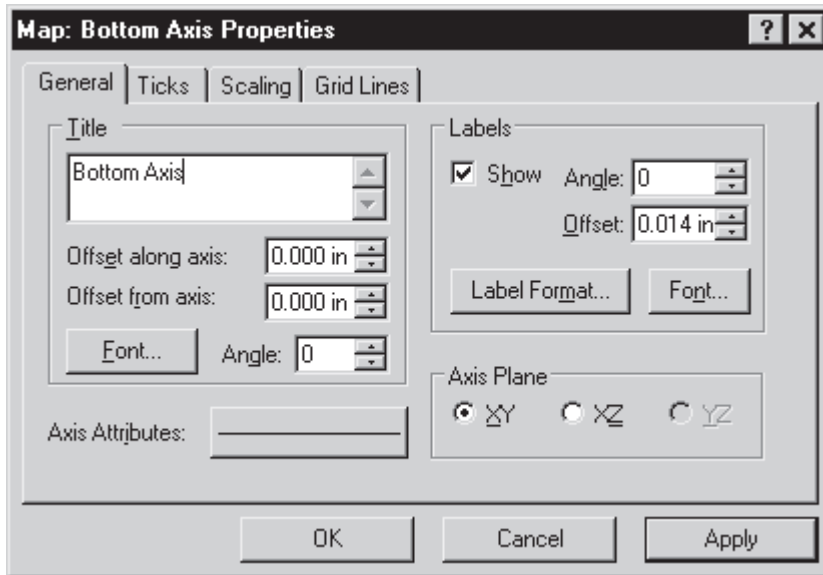 Map: Bottom Axis Properties
General Ticks Scaling Grid Lines
Title
Bottom Axis
Offset along axis: 0.000 in
Offset from axis: 0.000 in
Font... Angle: 0
Axis Attributes:
Labels
Show Angle: 0
Offset: 0.014 in
Label Format... Font...
Axis Plane
XY XZ YZ
OK Cancel Apply